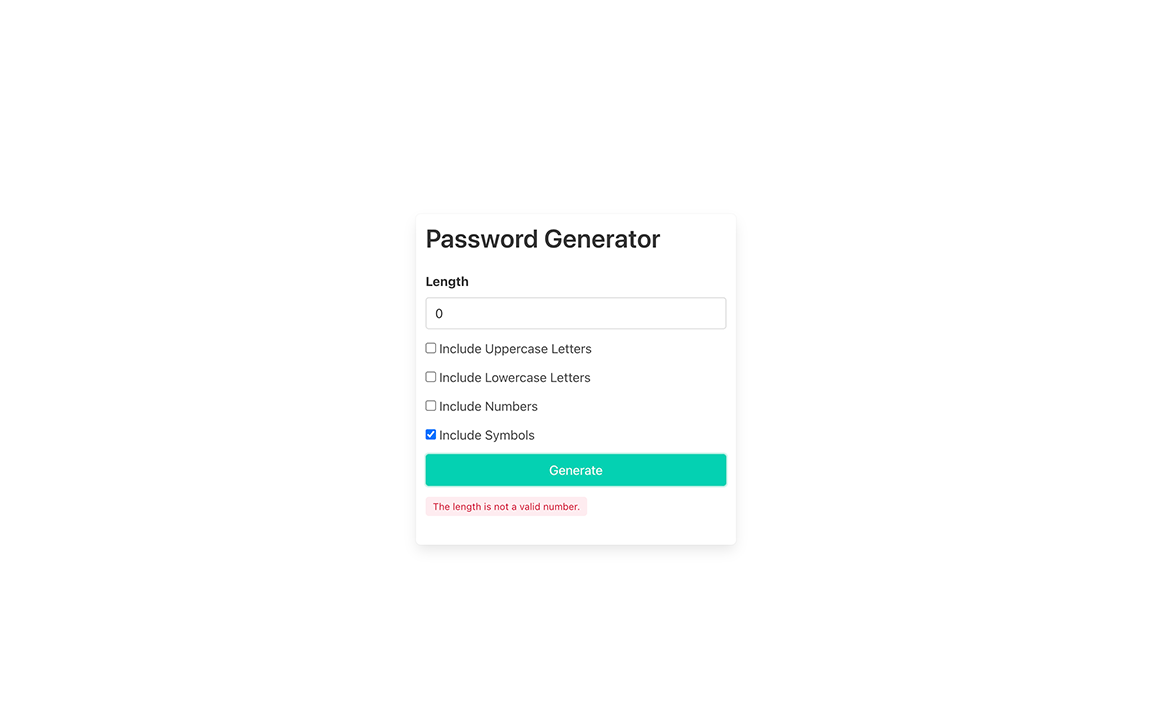 Password Generator
Length
0
Include Uppercase Letters
Include Lowercase Letters
Include Numbers
Include Symbols
Generate
The length is not a valid number.